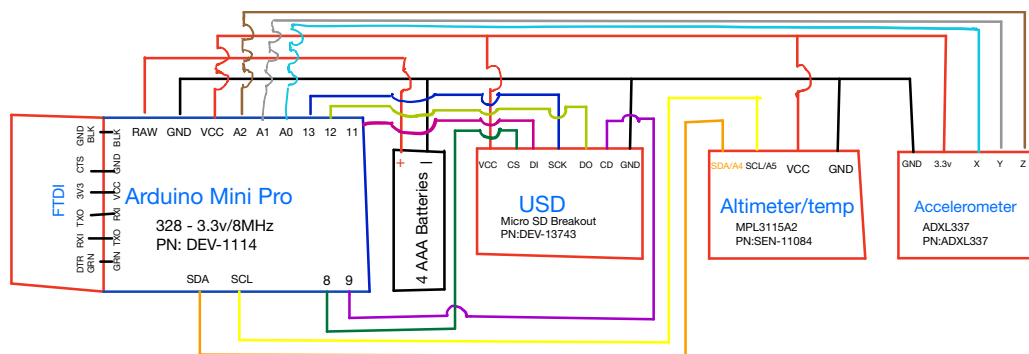 RAW GND VCC A2 A1 A0 13 12 11
GND BLK
CTS
3V3
TXO
RXI
DTR GRN
BLK
GND
VCC
RXI
TXO
GRN
FTDI
Arduino Mini Pro
328 - 3.3v/8MHz
PN: DEV-1114
SDA SCL 8 9
+ -
4 AAA Batteries
VCC CS DI SCK DO CD GND
USD
Micro SD Breakout
PN:DEV-13743
SDA/A4 SCL/A5 VCC GND
Altimeter/temp
MPL3115A2
PN:SEN-11084
GND 3.3v X Y Z
Accelerometer
ADXL337
PN:ADXL337